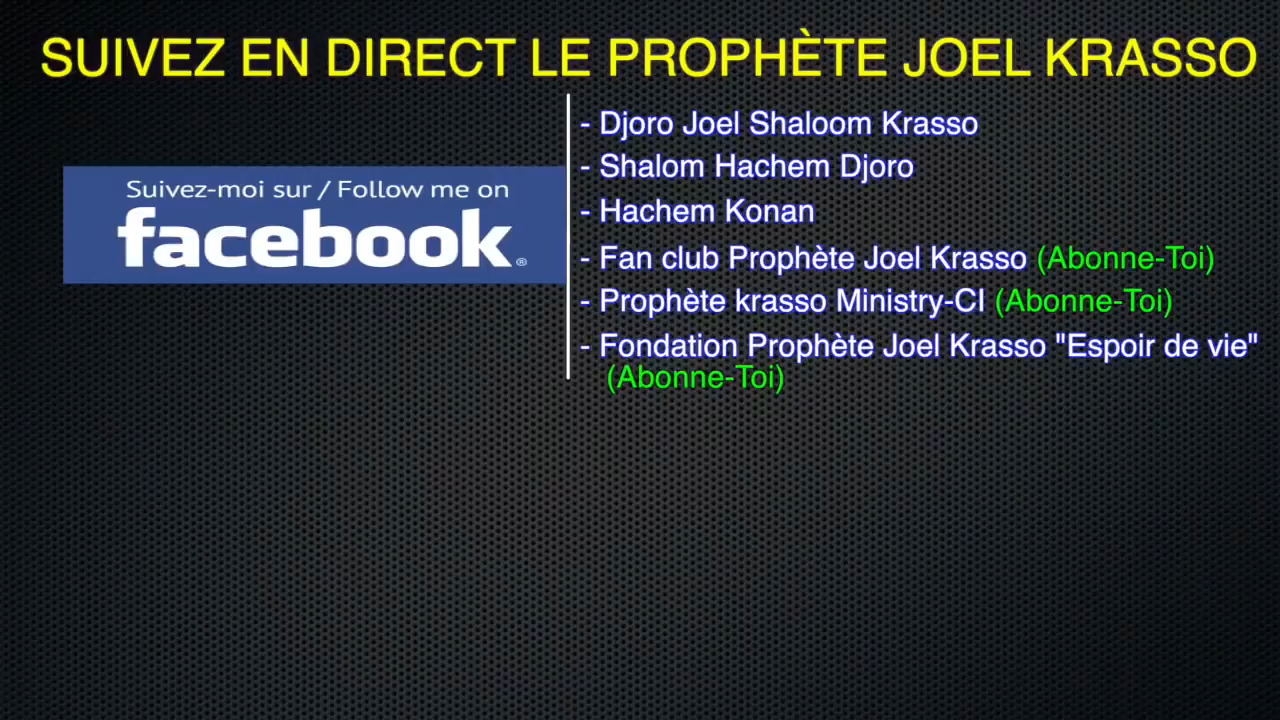 SUIVEZ EN DIRECT LE PROPHÈTE JOEL KRASSO
Suivez-moi sur / Follow me on
facebook®
- Djoro Joel Shaloom Krasso
- Shalom Hachem Djoro
- Hachem Konan
- Fan club Prophète Joel Krasso (Abonne-Toi)
- Prophète krasso Ministry-CI (Abonne-Toi)
- Fondation Prophète Joel Krasso "Espoir de vie"
(Abonne-Toi)